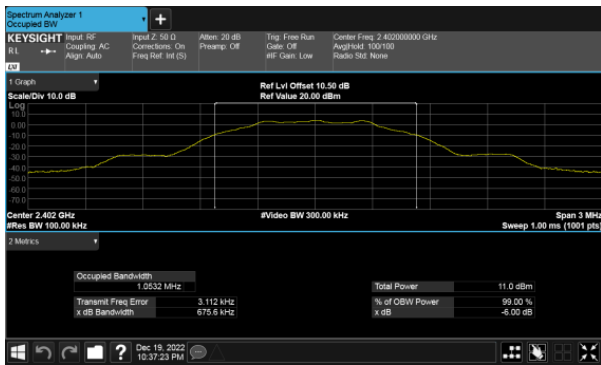 Spectrum Analyzer 1
Occupied BW
KEYSIGHT
RL
LXI
Input: RF
Coupling: AC
Align: Auto
Input Z: 50 Ω
Corrections: On
Freq Ref: Int (S)
Atten: 20 dB
Preamp: Off
Trig: Free Run
Gate: Off
#IF Gain: Low
Center Freq: 2.402000000 GHz
Avg|Hold: 100/100
Radio Std: None
1 Graph
Scale/Div 10.0 dB
Ref Lvl Offset 10.50 dB
Ref Value 20.00 dBm
Log
10.0
0.00
-10.0
-20.0
-30.0
-40.0
-50.0
-60.0
-70.0
Center 2.402 GHz
#Video BW 300.00 kHz
Span 3 MHz
#Res BW 100.00 kHz
Sweep 1.00 ms (1001 pts)
2 Metrics
Occupied Bandwidth
1.0532 MHz
Total Power 11.0 dBm
Transmit Freq Error 3.112 kHz
% of OBW Power 99.00 %
x dB Bandwidth 675.6 kHz
x dB -6.00 dB
?
Dec 19, 2022
10:37:23 PM